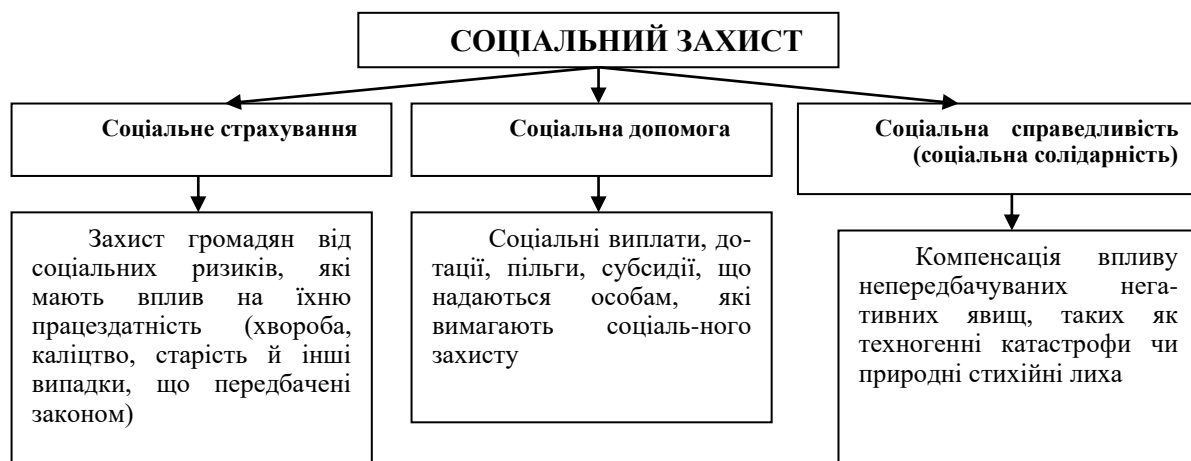 СОЦІАЛЬНИЙ ЗАХИСТ
Соціальне страхування
Соціальна допомога
Соціальна справедливість
(соціальна солідарність)
Захист громадян від
соціальних ризиків, які
мають вплив на їхню
працездатність (хвороба,
каліцтво, старість й інші
випадки, що передбачені
законом)
Соціальні виплати, до-
тації, пільги, субсидії, що
надаються особам, які
вимагають соціаль-ного
захисту
Компенсація впливу
непередбачуваних нега-
тивних явищ, таких як
техногенні катастрофи чи
природні стихійні лиха